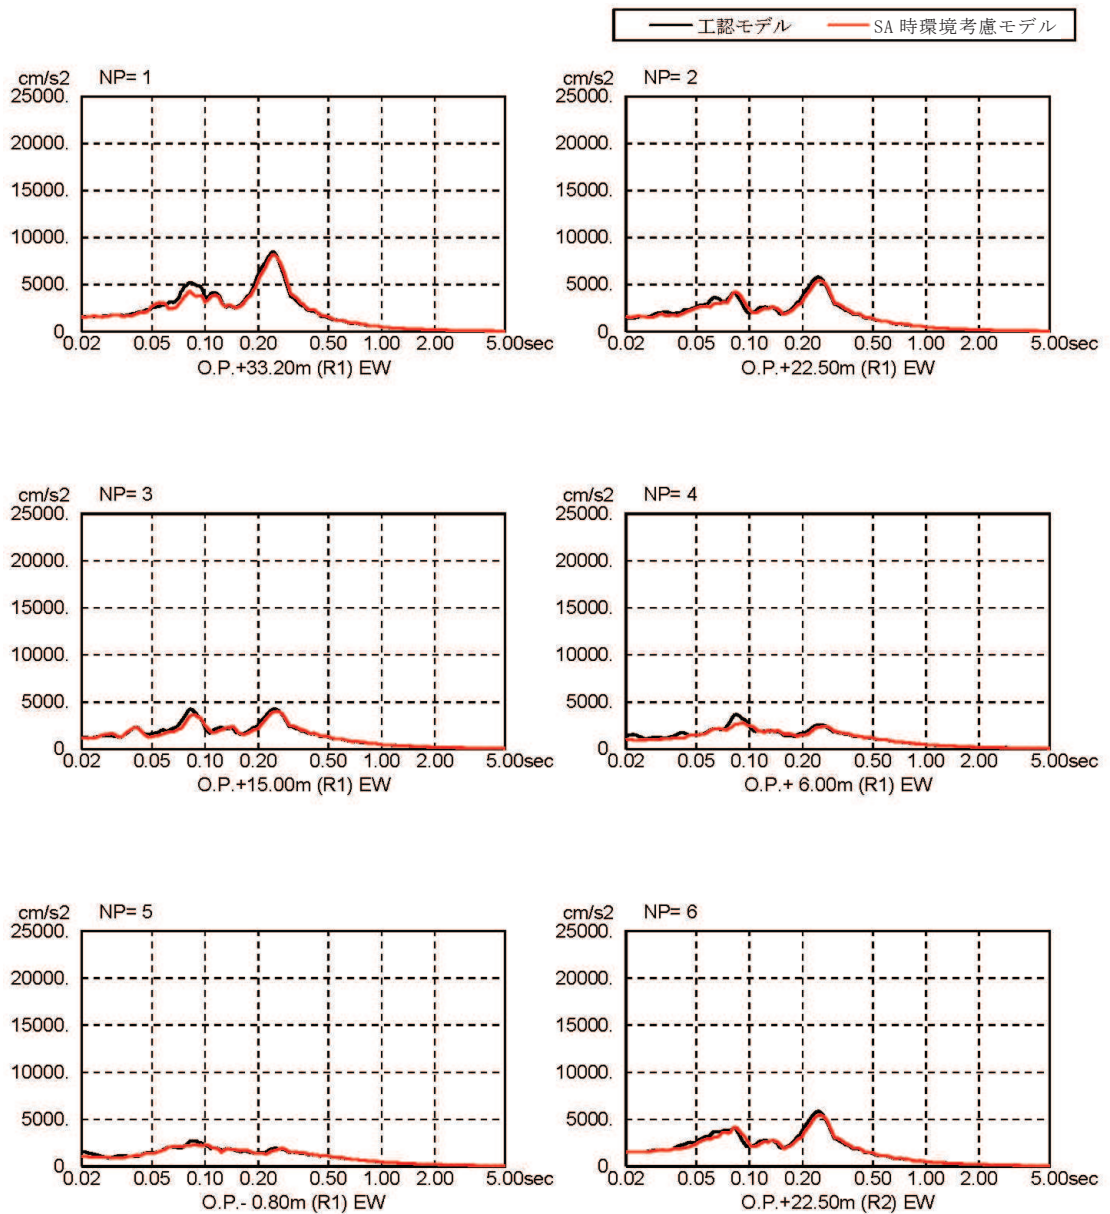 工認モデル SA 時環境考慮モデル
cm/s2 NP= 1
25000.
20000.
15000.
10000.
5000.
0.
0.02 0.05 0.10 0.20 0.50 1.00 2.00 5.00sec
O.P.+33.20m (R1) EW
cm/s2 NP= 2
25000.
20000.
15000.
10000.
5000.
0.
0.02 0.05 0.10 0.20 0.50 1.00 2.00 5.00sec
O.P.+22.50m (R1) EW
cm/s2 NP= 3
25000.
20000.
15000.
10000.
5000.
0.
0.02 0.05 0.10 0.20 0.50 1.00 2.00 5.00sec
O.P.+15.00m (R1) EW
cm/s2 NP= 4
25000.
20000.
15000.
10000.
5000.
0.
0.02 0.05 0.10 0.20 0.50 1.00 2.00 5.00sec
O.P.+ 6.00m (R1) EW
cm/s2 NP= 5
25000.
20000.
15000.
10000.
5000.
0.
0.02 0.05 0.10 0.20 0.50 1.00 2.00 5.00sec
O.P.- 0.80m (R1) EW
cm/s2 NP= 6
25000.
20000.
15000.
10000.
5000.
0.
0.02 0.05 0.10 0.20 0.50 1.00 2.00 5.00sec
O.P.+22.50m (R2) EW